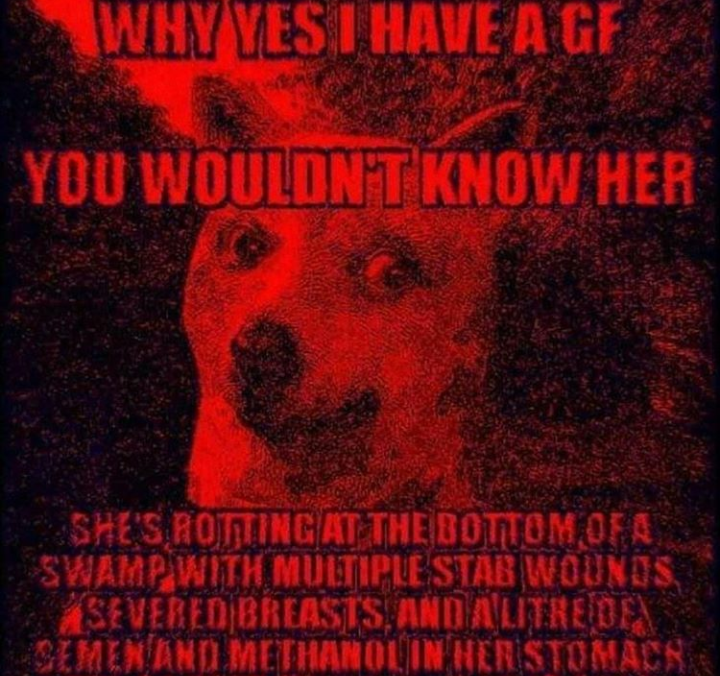 WHY YES I HAVE A GF
YOU WOULDN'T KNOW HER
SHE'S ROTTING AT THE BOTTOM OF A
SWAMP WITH MULTIPLE STAB WOUNDS,
SEVERED BREASTS, AND A LITRE OF
SEMEN AND METHANOL IN HER STOMACH